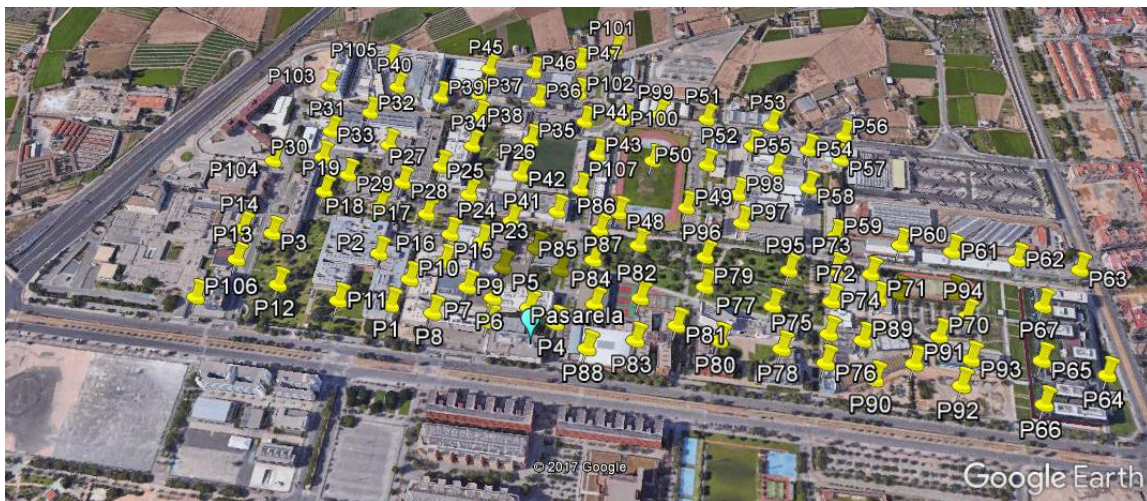 P101
P105 P45 P46 P47
P103 P40 P37 P102
P39 P36 P99
P31 P32 P38 P44 P100 P51 P53
P33 P34 P35 P52 P56
P30 P27 P26 P43 P50 P55 P54
P104 P19 P25 P107 P57
P29 P28 P42 P98 P58
P18 P24 P41 P49
P14 P17 P86 P48 P97
P13 P3 P2 P16 P23 P87 P96 P59
P15 P85 P95 P73 P60 P61
P10 P5 P84 P82 P79 P72 P62
P106 P12 P11 P9 P71 P94 P63
P1 P7 P6 Pasarela P77 P74 P70 P67
P8 P4 P81 P75 P89
P83 P80 P91 P93
P88 P78 P76 P65
P90 P92 P64
P66
© 2017 Google
Google Earth